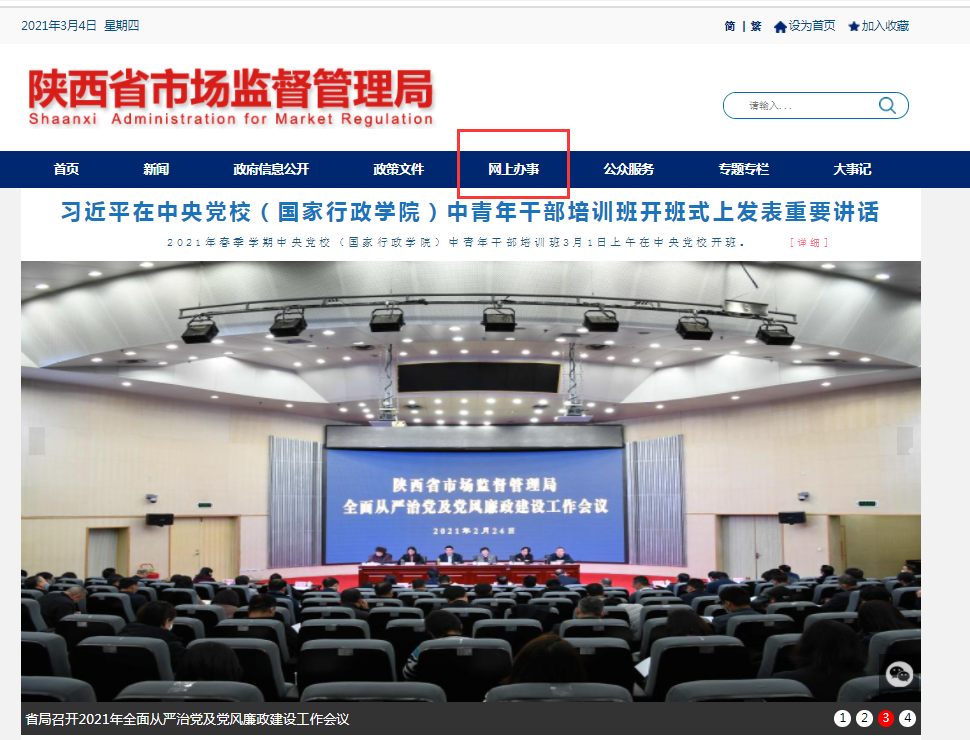 2021年3月4日 星期四
简 | 繁 设为首页 加入收藏
陕西省市场监督管理局
Shaanxi Administration for Market Regulation
请输入...
首页 新闻 政府信息公开 政策文件 网上办事 公众服务 专题专栏 大事记
习近平在中央党校（国家行政学院）中青年干部培训班开班式上发表重要讲话
2021年春季学期中央党校（国家行政学院）中青年干部培训班3月1日上午在中央党校开班。 [详细]
陕西省市场监督管理局
全面从严治党及党风廉政建设工作会议
2021年2月24日
省局召开2021年全面从严治党及党风廉政建设工作会议 1 2 3 4